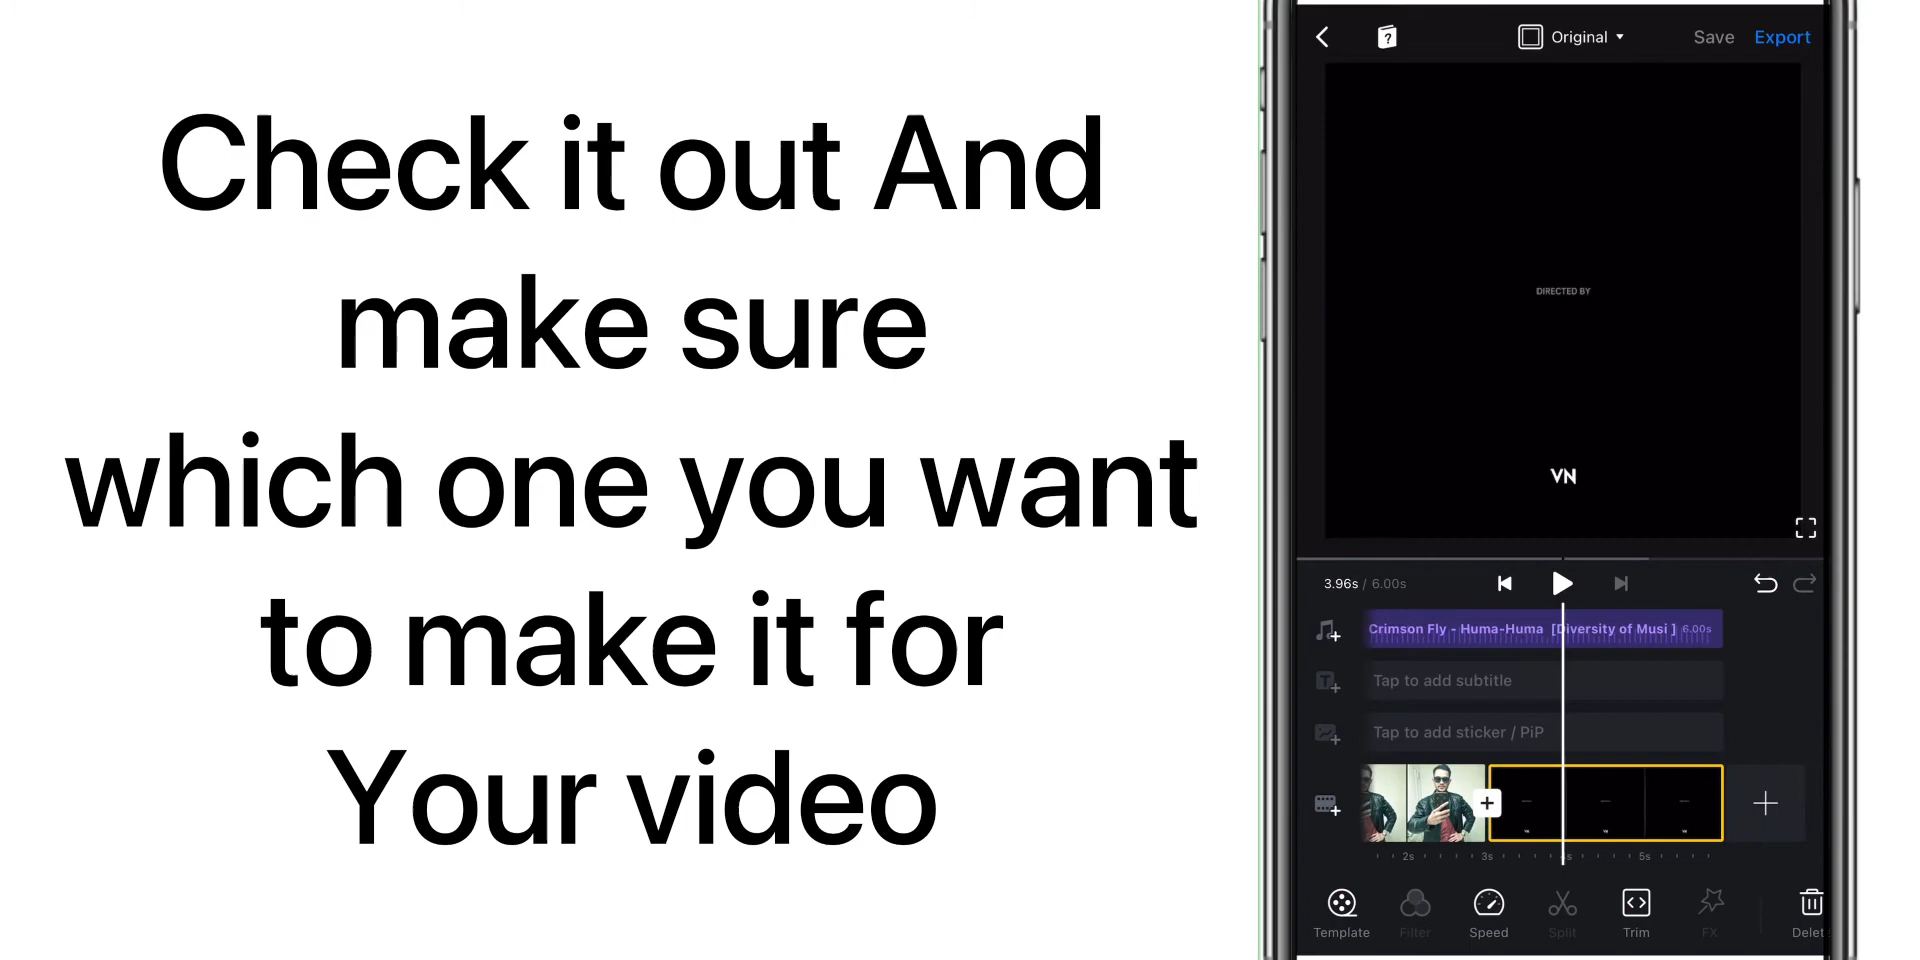 Check it out And
make sure
which one you want
to make it for
Your video
Original
Save
Export
DIRECTED BY
VN
3.96s / 6.00s
Crimson Fly - Huma-Huma [Diversity of Musi ] 6.00s
Tap to add subtitle
Tap to add sticker / PiP
2s 3s 5s
Template
Filter
Speed
Split
Trim
FX
Delet